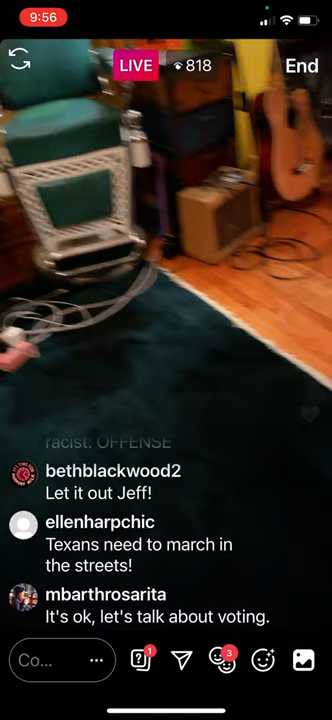 9:56
LIVE 818 End
racist. OFFENSE
bethblackwood2
Let it out Jeff!
ellenharpchic
Texans need to march in
the streets!
mbarthrosarita
It's ok, let's talk about voting.
Co... 1 3